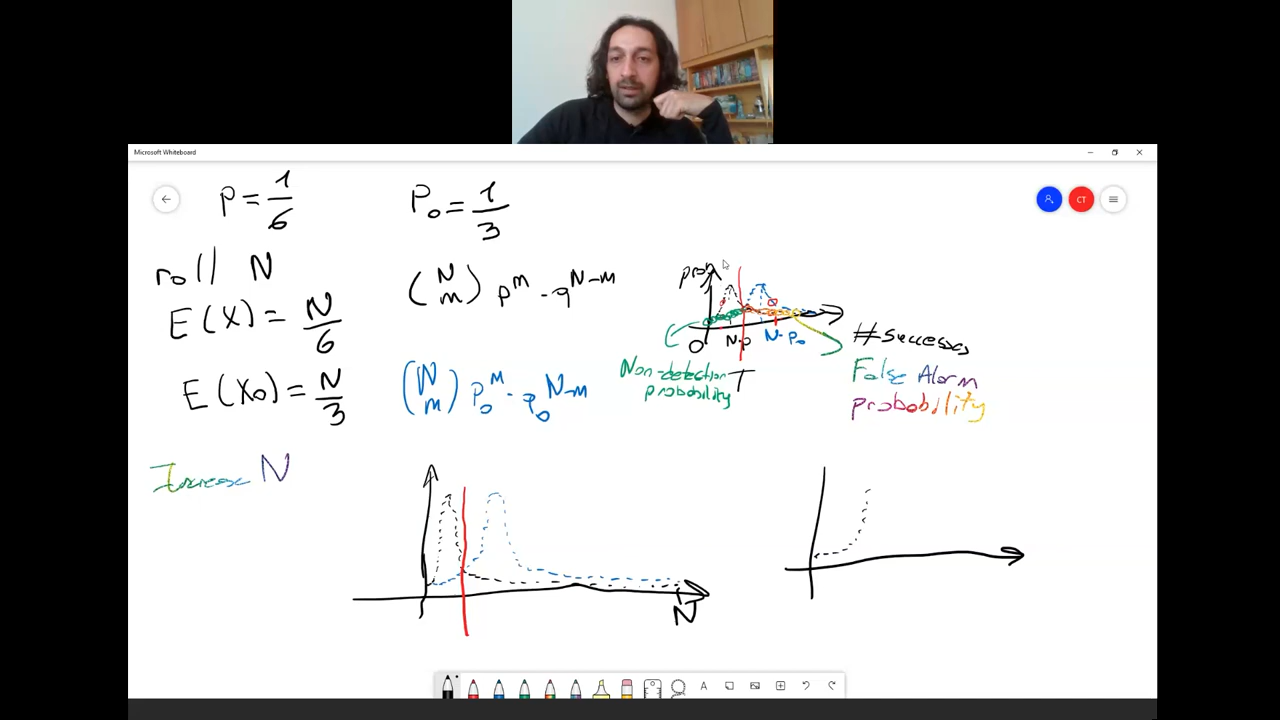 Microsoft Whiteboard
CT
p = 1/6
P₀ = 1/3
roll N
E(X) = N/6
(N m) p^m · q^N-m
E(X₀) = N/3
(N m) p₀^m · q₀^N-m
prob
O
N·p
N·p₀
T
# successes
Non-detection
probability
False Alarm
probability
Increase N
N
A